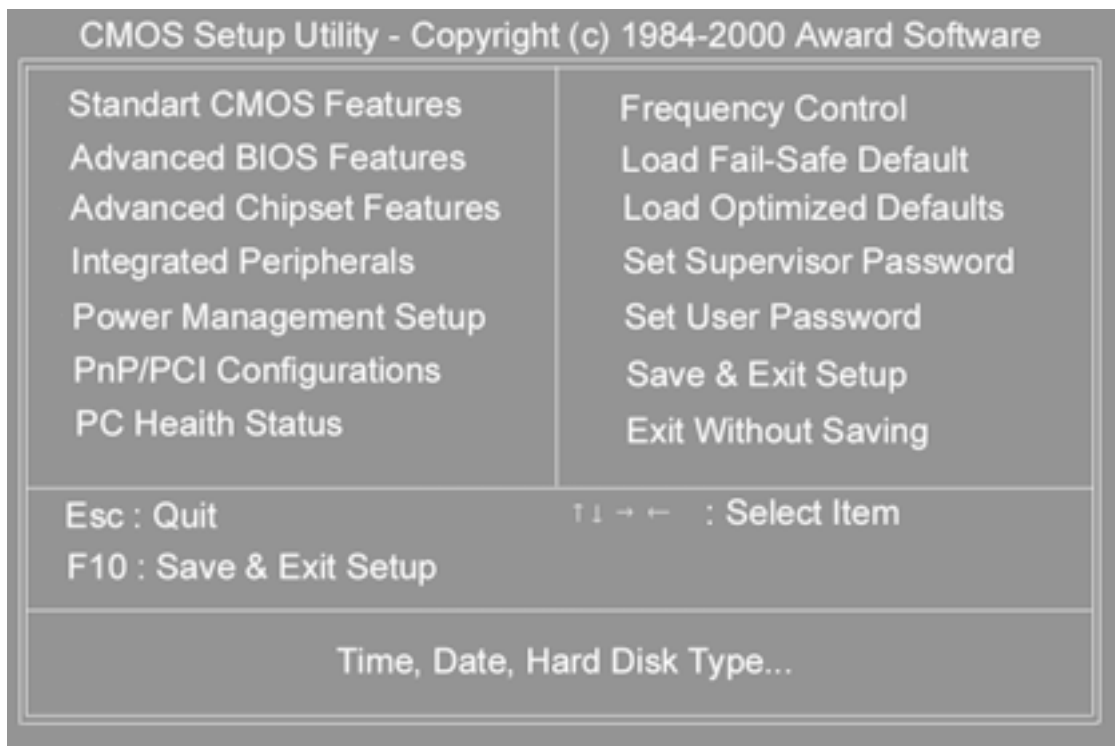 CMOS Setup Utility - Copyright (c) 1984-2000 Award Software
Standart CMOS Features
Advanced BIOS Features
Advanced Chipset Features
Integrated Peripherals
Power Management Setup
PnP/PCI Configurations
PC Heaith Status
Frequency Control
Load Fail-Safe Default
Load Optimized Defaults
Set Supervisor Password
Set User Password
Save & Exit Setup
Exit Without Saving
Esc : Quit
↑↓→← : Select Item
F10 : Save & Exit Setup
Time, Date, Hard Disk Type...